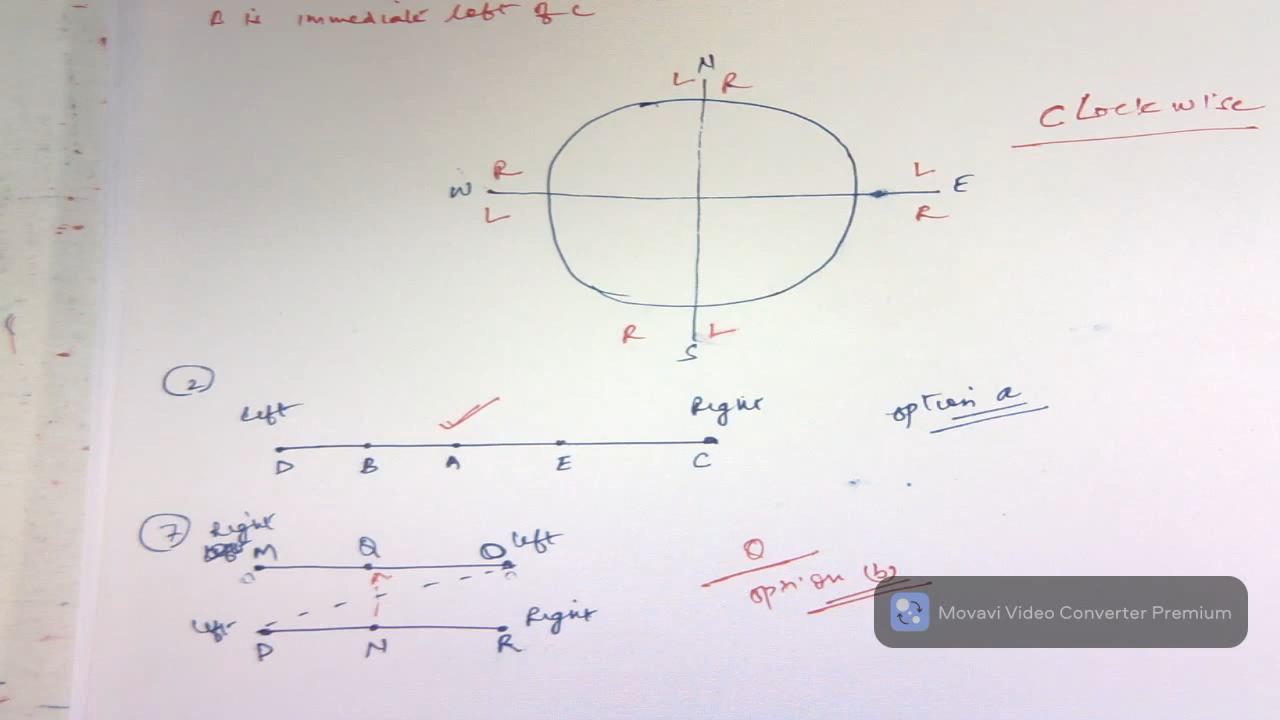 B is immediate left of C
N
L R
Clockwise
R
W
L
L
E
R
R L
S
2
Left
Right
option a
D B A E C
7
Right
M Q O Left
Q
option (b)
Left
Right
P N R
Movavi Video Converter Premium